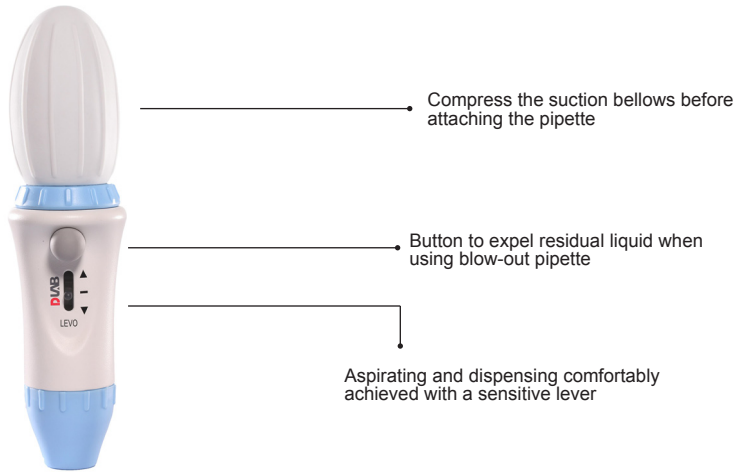 Compress the suction bellows before
attaching the pipette
Button to expel residual liquid when
using blow-out pipette
DLAB
LEVO
Aspirating and dispensing comfortably
achieved with a sensitive lever